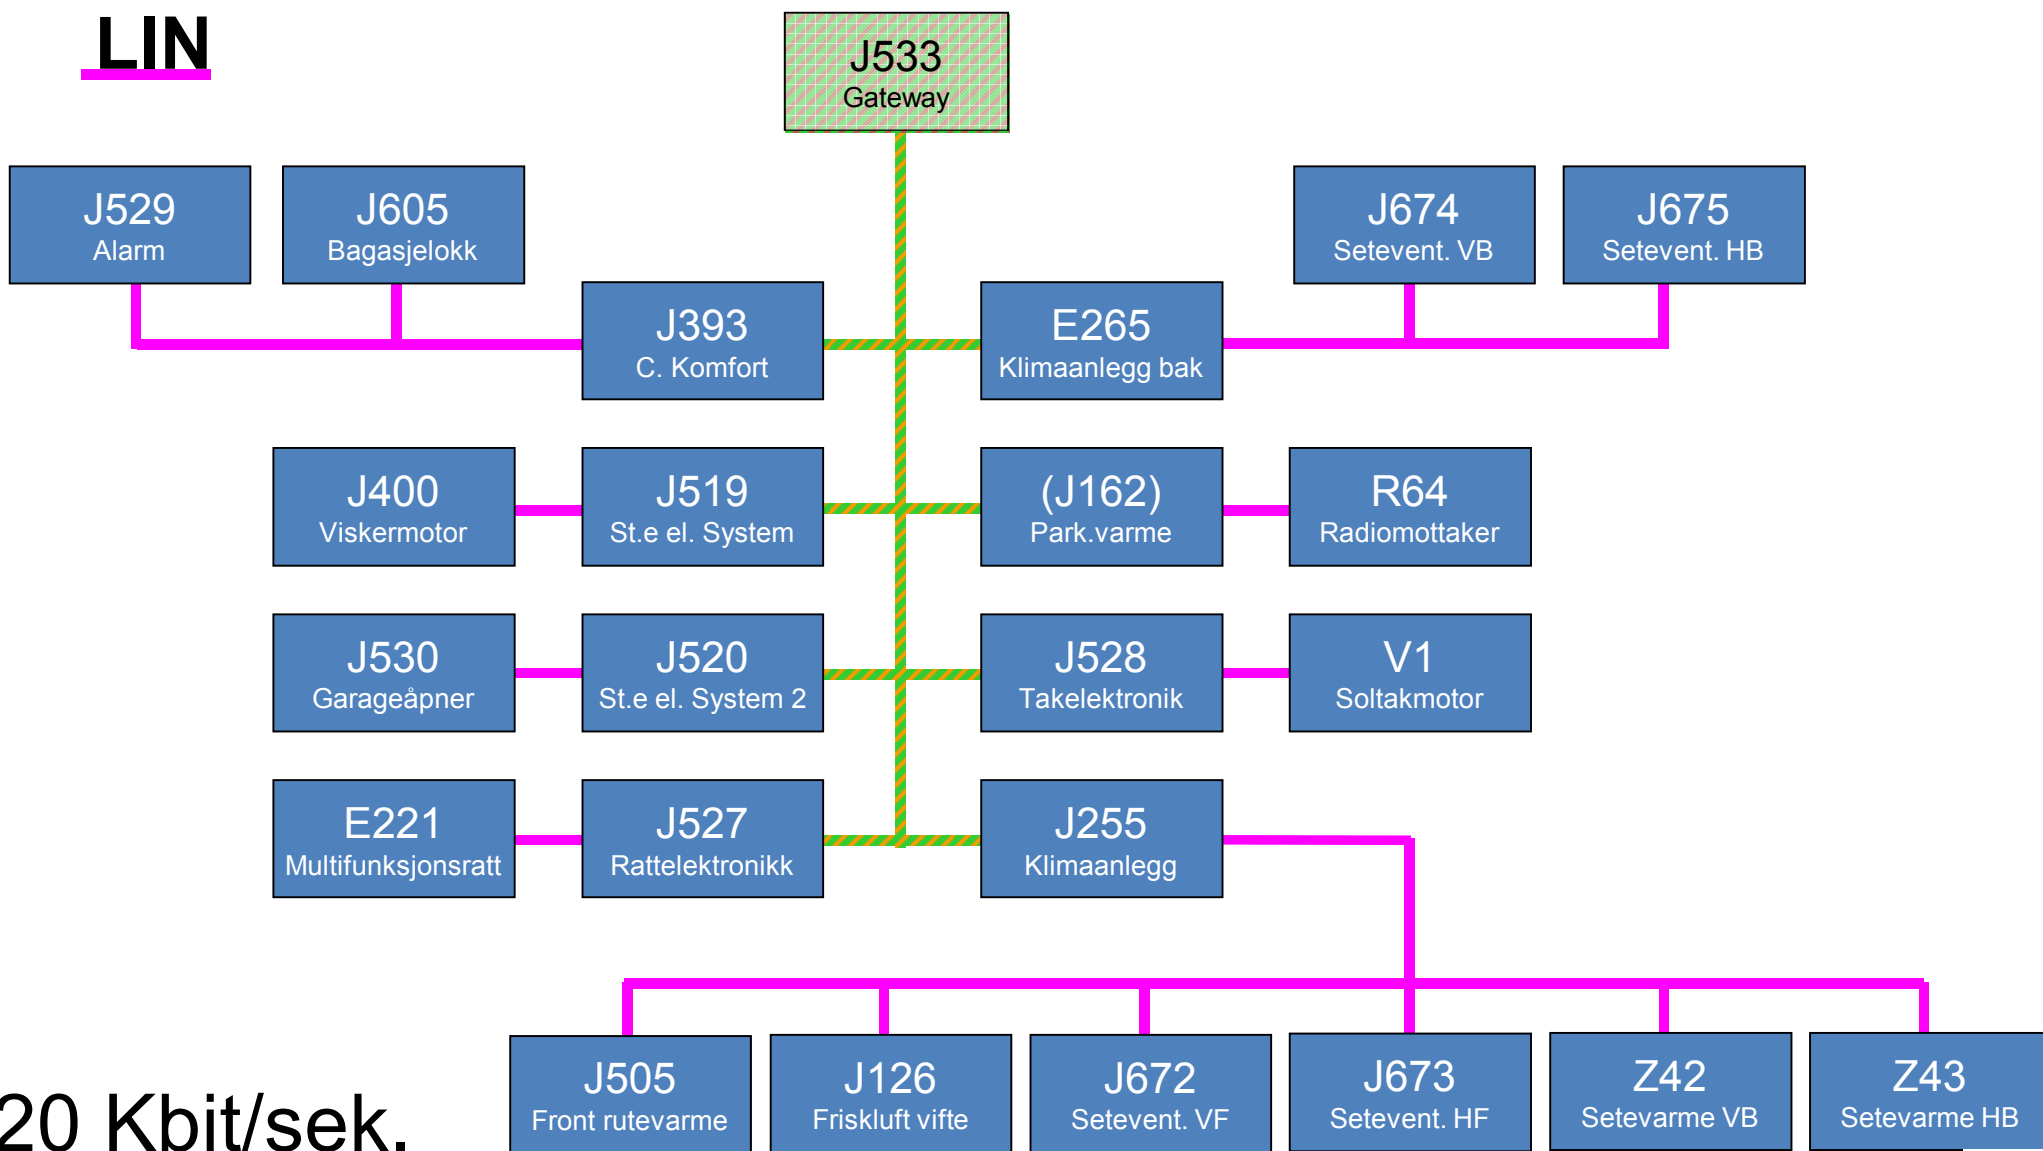 LIN
J533
Gateway
J529
Alarm
J605
Bagasjelokk
J674
Setevent. VB
J675
Setevent. HB
J393
C. Komfort
E265
Klimaanlegg bak
J400
Viskermotor
J519
St.e el. System
(J162)
Park.varme
R64
Radiomottaker
J530
Garageåpner
J520
St.e el. System 2
J528
Takelektronik
V1
Soltakmotor
E221
Multifunksjonsratt
J527
Rattelektronikk
J255
Klimaanlegg
J505
Front rutevarme
J126
Friskluft vifte
J672
Setevent. VF
J673
Setevent. HF
Z42
Setevarme VB
Z43
Setevarme HB
20 Kbit/sek.